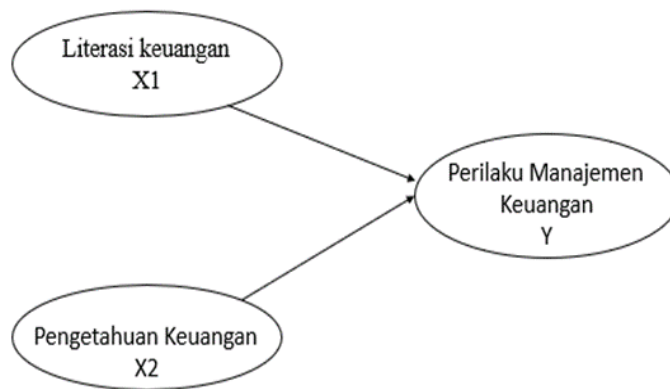 Literasi keuangan
X1
Perilaku Manajemen
Keuangan
Y
Pengetahuan Keuangan
X2